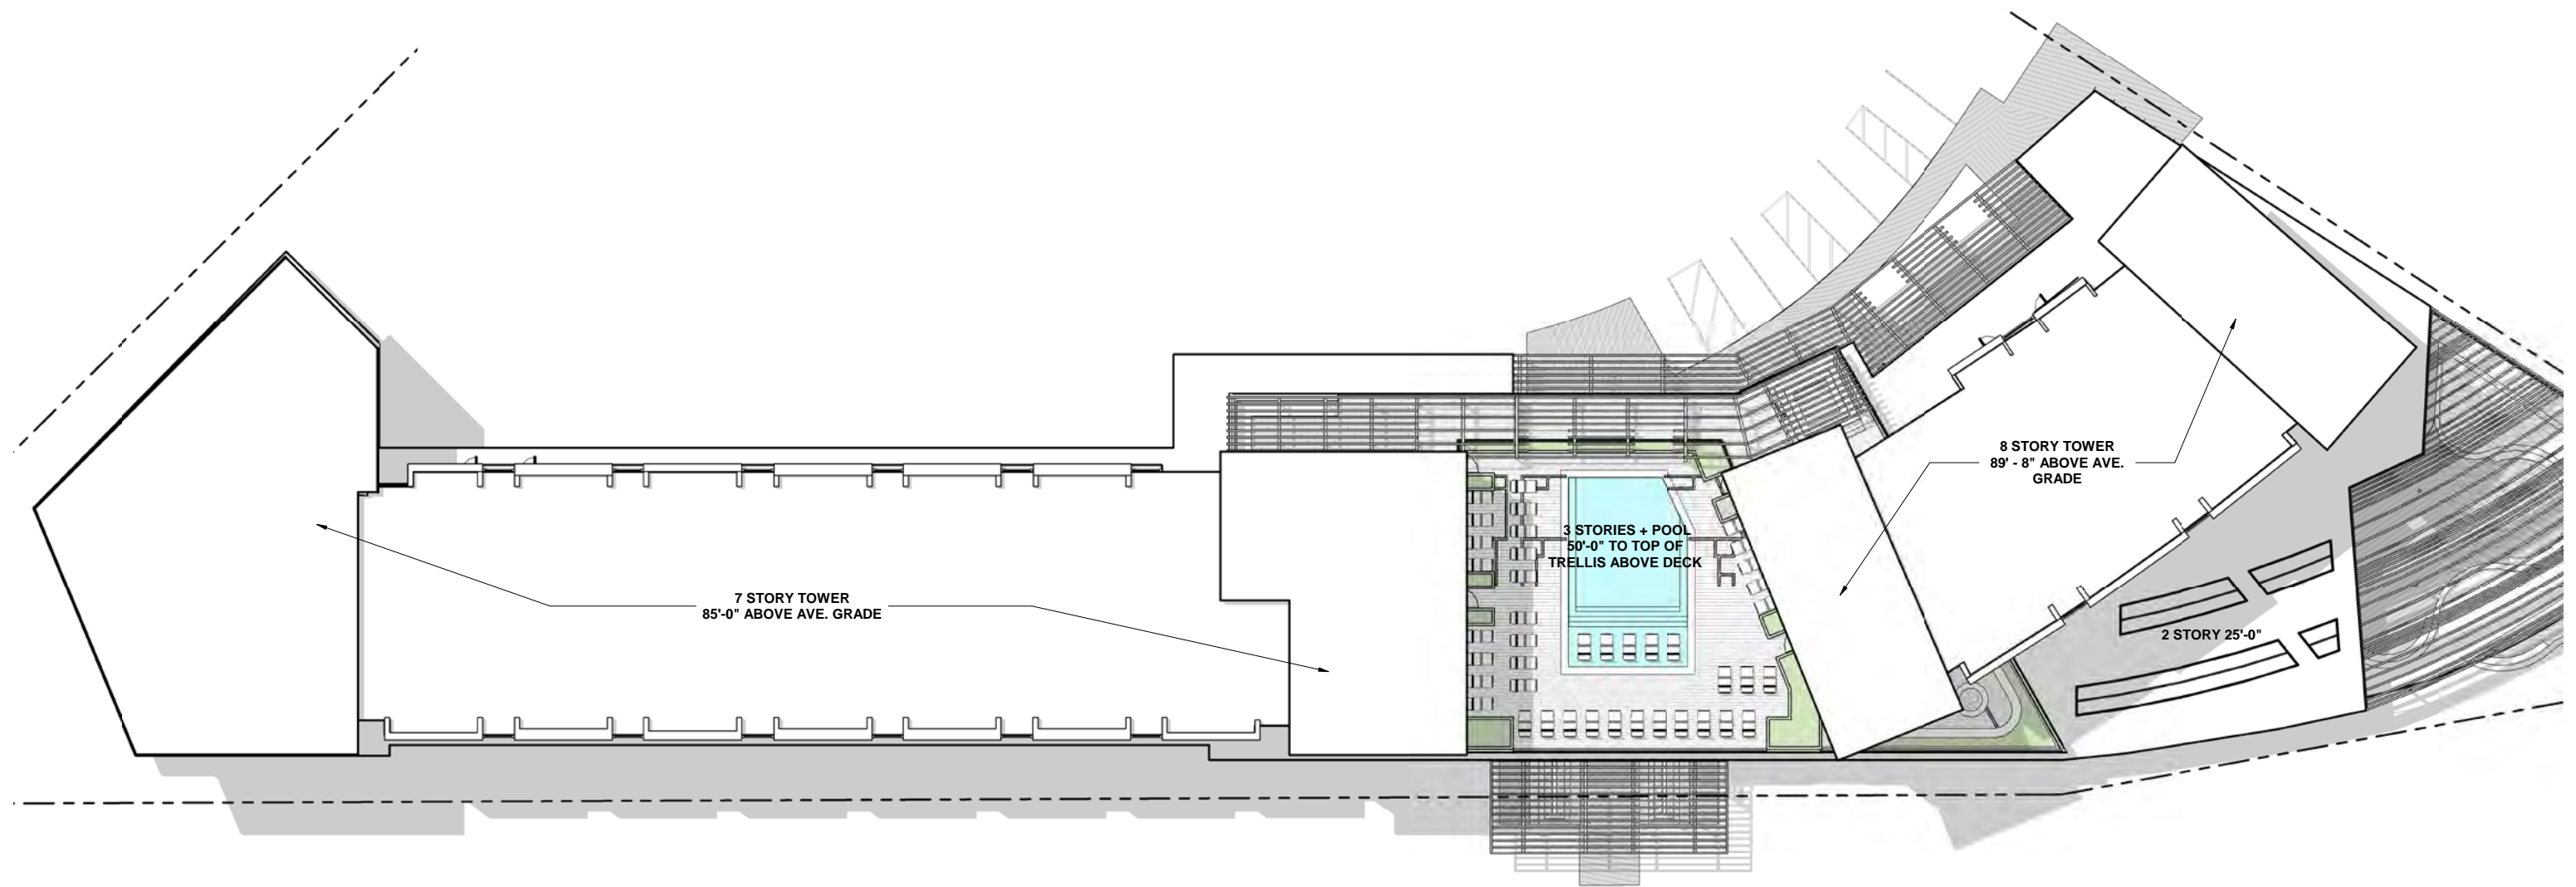 7 STORY TOWER
85'-0" ABOVE AVE. GRADE
3 STORIES + POOL
50'-0" TO TOP OF
TRELLIS ABOVE DECK
8 STORY TOWER
89' - 8" ABOVE AVE.
GRADE
2 STORY 25'-0"